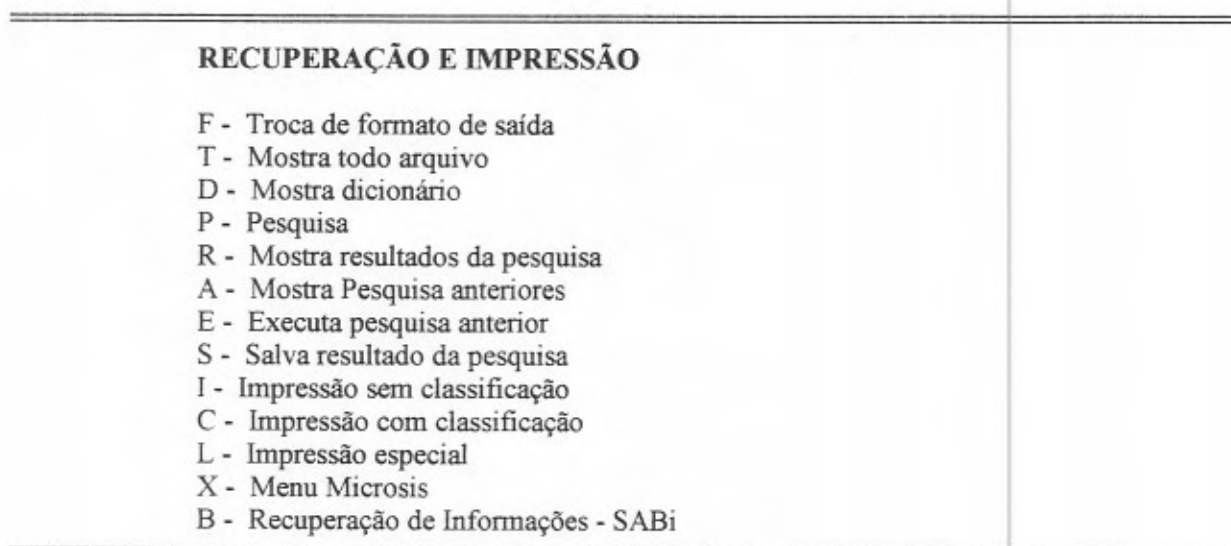 RECUPERAÇÃO E IMPRESSÃO
F - Troca de formato de saída
T - Mostra todo arquivo
D - Mostra dicionário
P - Pesquisa
R - Mostra resultados da pesquisa
A - Mostra Pesquisa anteriores
E - Executa pesquisa anterior
S - Salva resultado da pesquisa
I - Impressão sem classificação
C - Impressão com classificação
L - Impressão especial
X - Menu Microsis
B - Recuperação de Informações - SABi